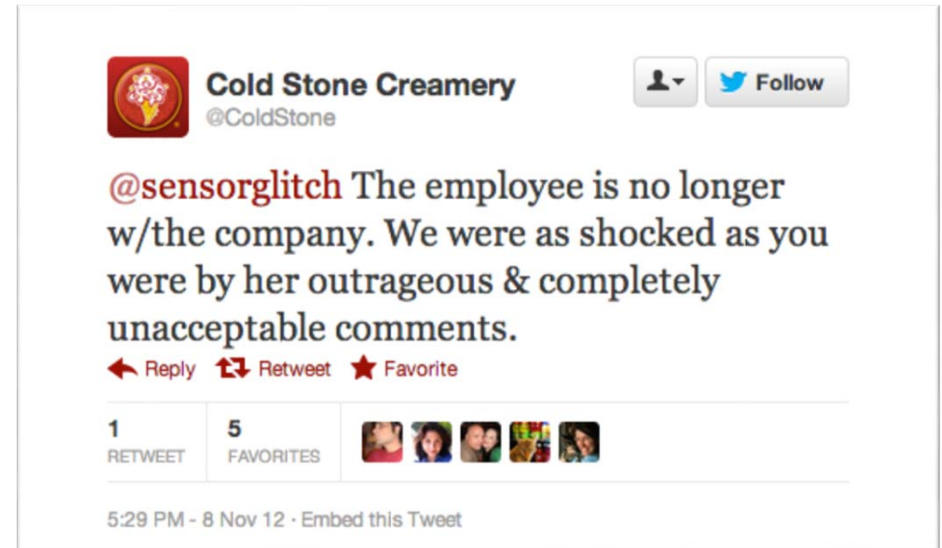 Cold Stone Creamery
@ColdStone
Follow
@sensorglitch The employee is no longer
w/the company. We were as shocked as you
were by her outrageous & completely
unacceptable comments.
Reply Retweet Favorite
1 5
RETWEET FAVORITES
5:29 PM - 8 Nov 12 · Embed this Tweet